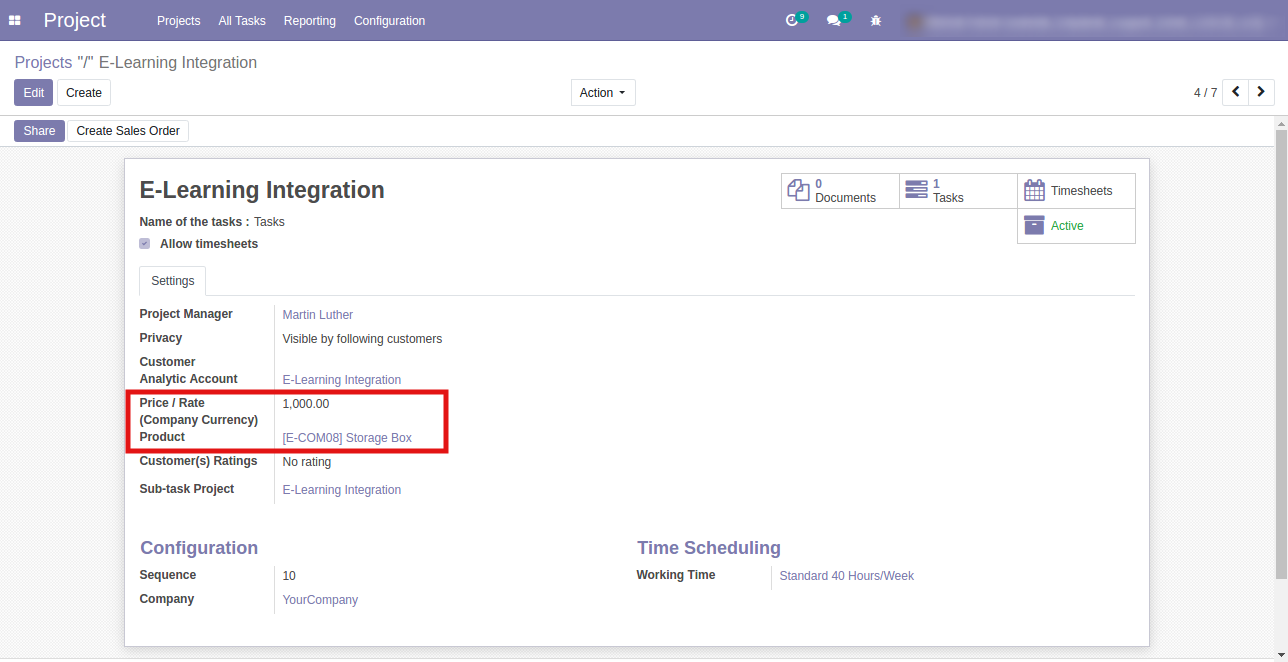 Project Projects All Tasks Reporting Configuration 9 1
Projects "/" E-Learning Integration
Edit Create Action 4 / 7
Share Create Sales Order
E-Learning Integration
0 Documents
1 Tasks
Timesheets
Active
Name of the tasks : Tasks
Allow timesheets
Settings
Project Manager Martin Luther
Privacy Visible by following customers
Customer
Analytic Account E-Learning Integration
Price / Rate 1,000.00
(Company Currency)
Product [E-COM08] Storage Box
Customer(s) Ratings No rating
Sub-task Project E-Learning Integration
Configuration
Sequence 10
Company YourCompany
Time Scheduling
Working Time Standard 40 Hours/Week